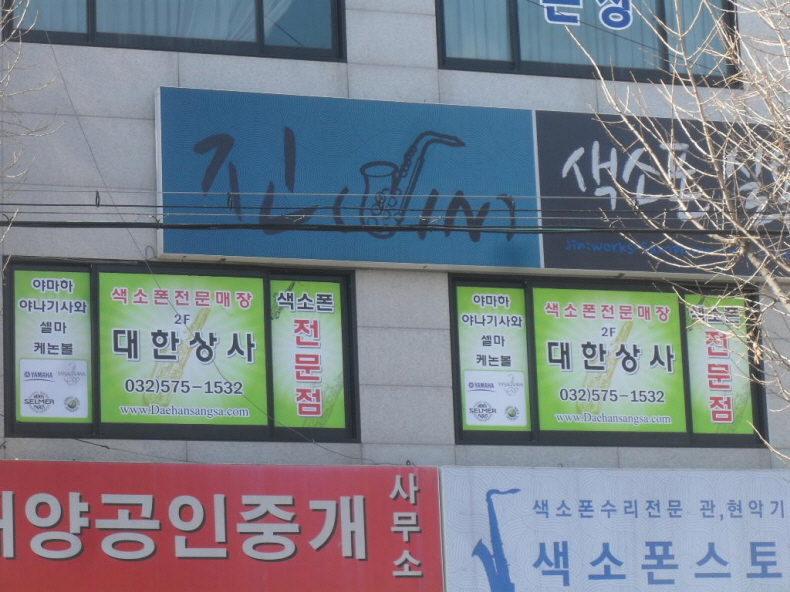 진(JIN)
색소폰
Jin:works
야마하
야나기사와
셀마
케논볼
YAMAHA
SELMER
색소폰전문매장
2F
대한상사
032)575-1532
www.Daehansangsa.com
색소폰
전문점
야마하
야나기사와
셀마
케논볼
YAMAHA
SELMER
색소폰전문매장
2F
대한상사
032)575-1532
www.Daehansangsa.com
색소폰
전문점
양공인중개
사무소
색소폰수리전문 관,현악기
색소폰스토